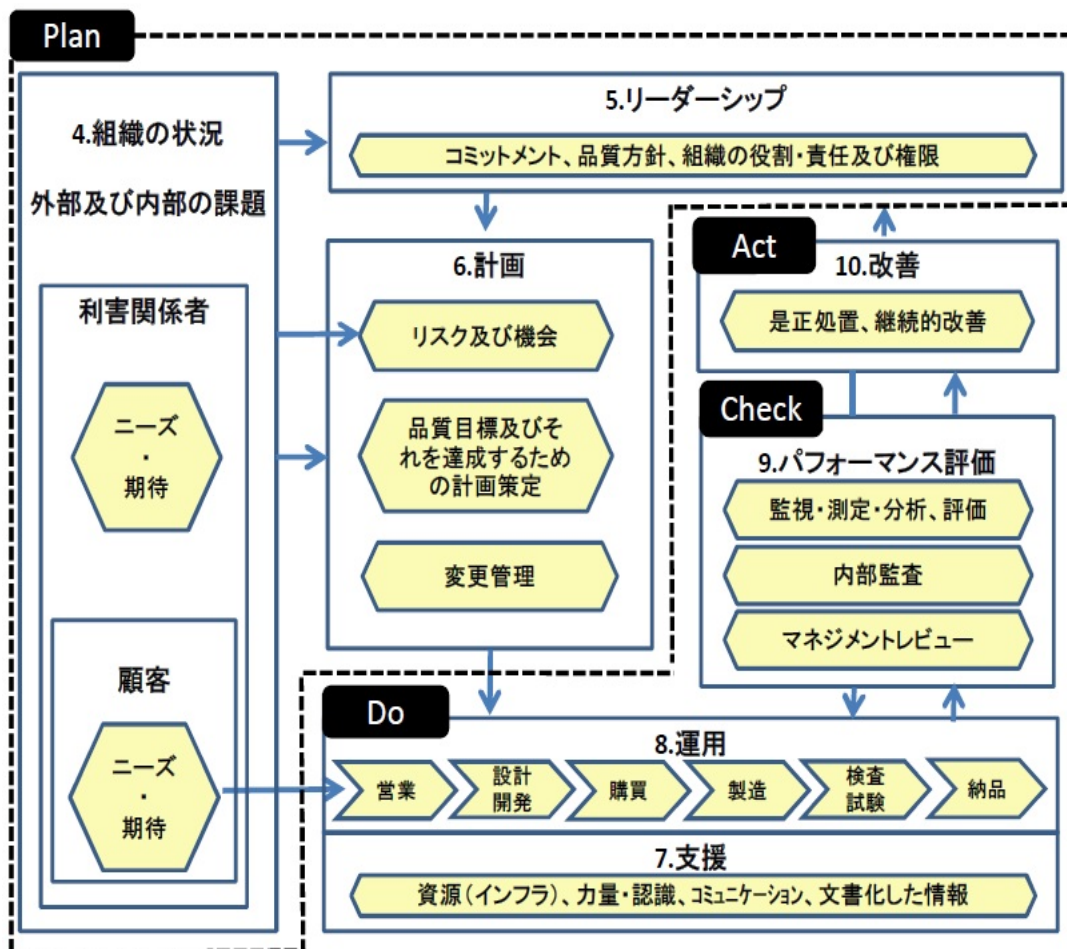 Plan
4.組織の状況
外部及び内部の課題
利害関係者
ニーズ
・
期待
顧客
ニーズ
・
期待
5.リーダーシップ
コミットメント、品質方針、組織の役割・責任及び権限
6.計画
リスク及び機会
品質目標及びそ
れを達成するため
の計画策定
変更管理
Act
10.改善
是正処置、継続的改善
Check
9.パフォーマンス評価
監視・測定・分析、評価
内部監査
マネジメントレビュー
Do
8.運用
営業
設計
開発
購買
製造
検査
試験
納品
7.支援
資源(インフラ)、力量・認識、コミュニケーション、文書化した情報